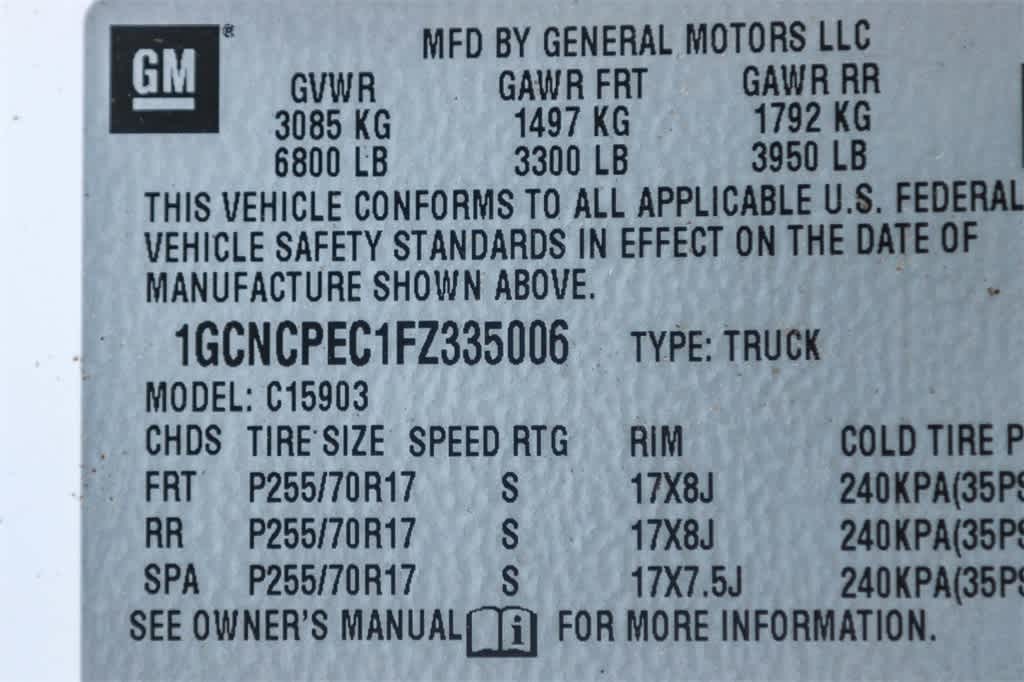 GM ® MFD BY GENERAL MOTORS LLC
GVWR GAWR FRT GAWR RR
3085 KG 1497 KG 1792 KG
6800 LB 3300 LB 3950 LB
THIS VEHICLE CONFORMS TO ALL APPLICABLE U.S. FEDERAL
VEHICLE SAFETY STANDARDS IN EFFECT ON THE DATE OF
MANUFACTURE SHOWN ABOVE.
1GCNCPEC1FZ335006 TYPE: TRUCK
MODEL: C15903
CHDS TIRE SIZE SPEED RTG RIM COLD TIRE P
FRT P255/70R17 S 17X8J 240KPA(35PS
RR P255/70R17 S 17X8J 240KPA(35PS
SPA P255/70R17 S 17X7.5J 240KPA(35PS
SEE OWNER'S MANUAL i FOR MORE INFORMATION.